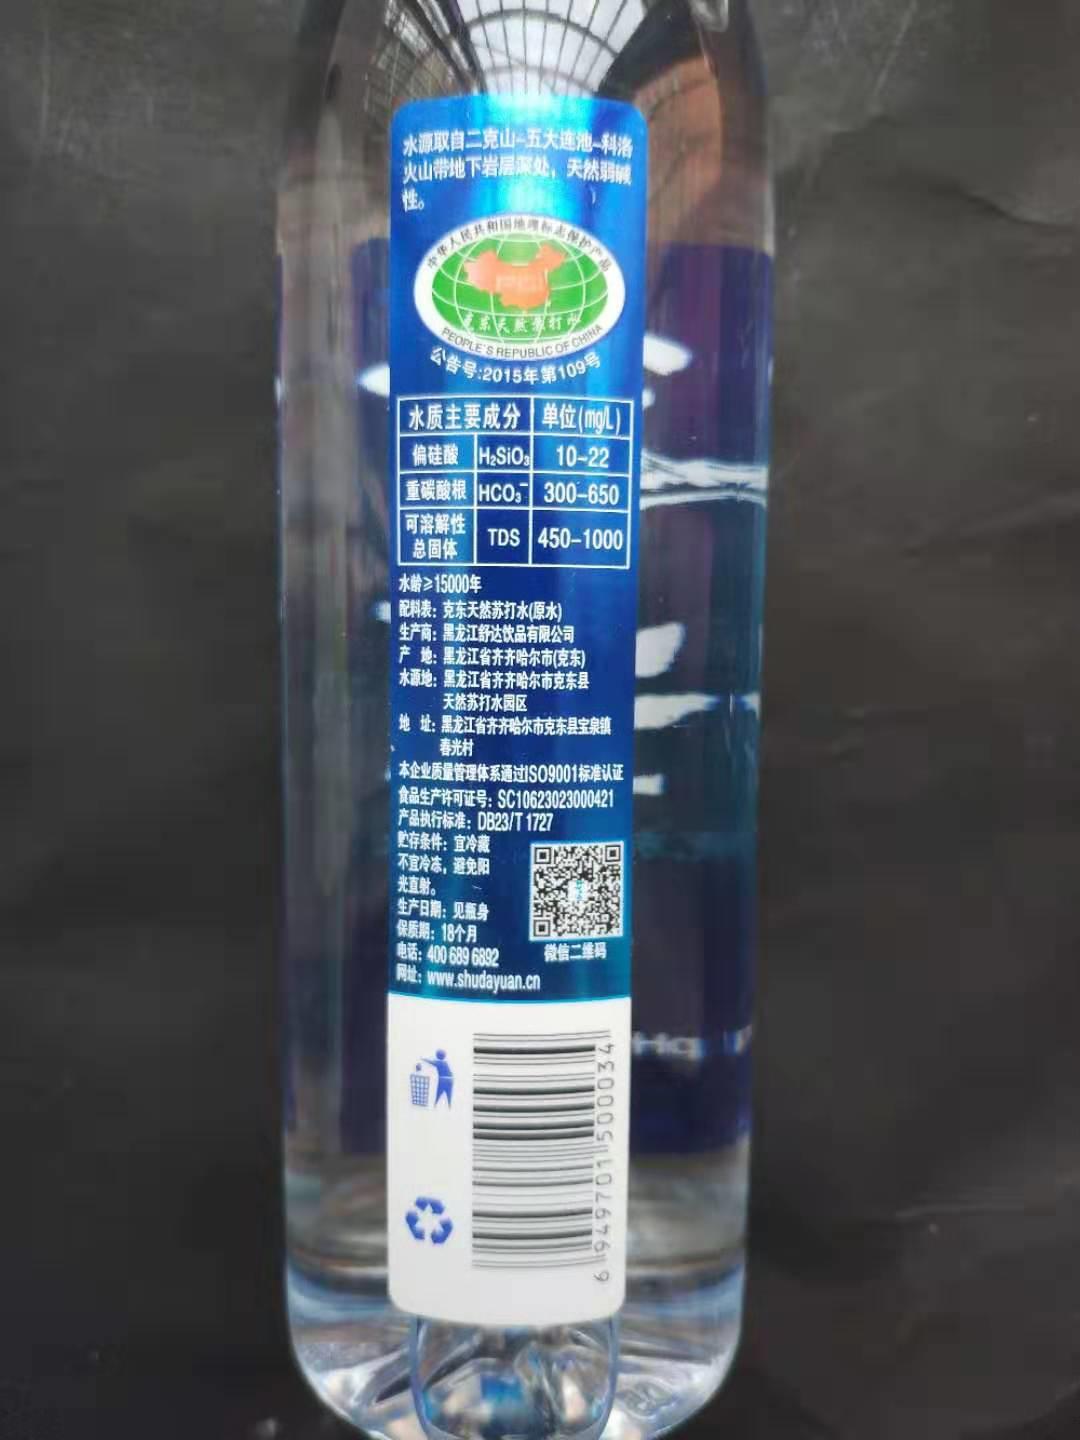 水源取自二克山-五大连池-科洛
火山带地下岩层深处，天然弱碱
性。
中华人民共和国地理标志保护产品
克东天然苏打水
PEOPLE'S REPUBLIC OF CHINA
公告号:2015年第109号
水质主要成分 单位(mg/L)
偏硅酸 H₂SiO₃ 10-22
重碳酸根 HCO₃⁻ 300-650
可溶解性
总固体 TDS 450-1000
水龄≥15000年
配料表：克东天然苏打水(原水)
生产商：黑龙江舒达饮品有限公司
产 地：黑龙江省齐齐哈尔市(克东)
水源地：黑龙江省齐齐哈尔市克东县
天然苏打水园区
地 址：黑龙江省齐齐哈尔市克东县宝泉镇
春光村
本企业质量管理体系通过ISO9001标准认证
食品生产许可证号：SC10623023000421
产品执行标准：DB23/T 1727
贮存条件：宜冷藏
不宜冷冻，避免阳
光直射。
生产日期：见瓶身
保质期：18个月
电话：400 689 6892
网址：www.shudayuan.cn
微信二维码
6949701500034